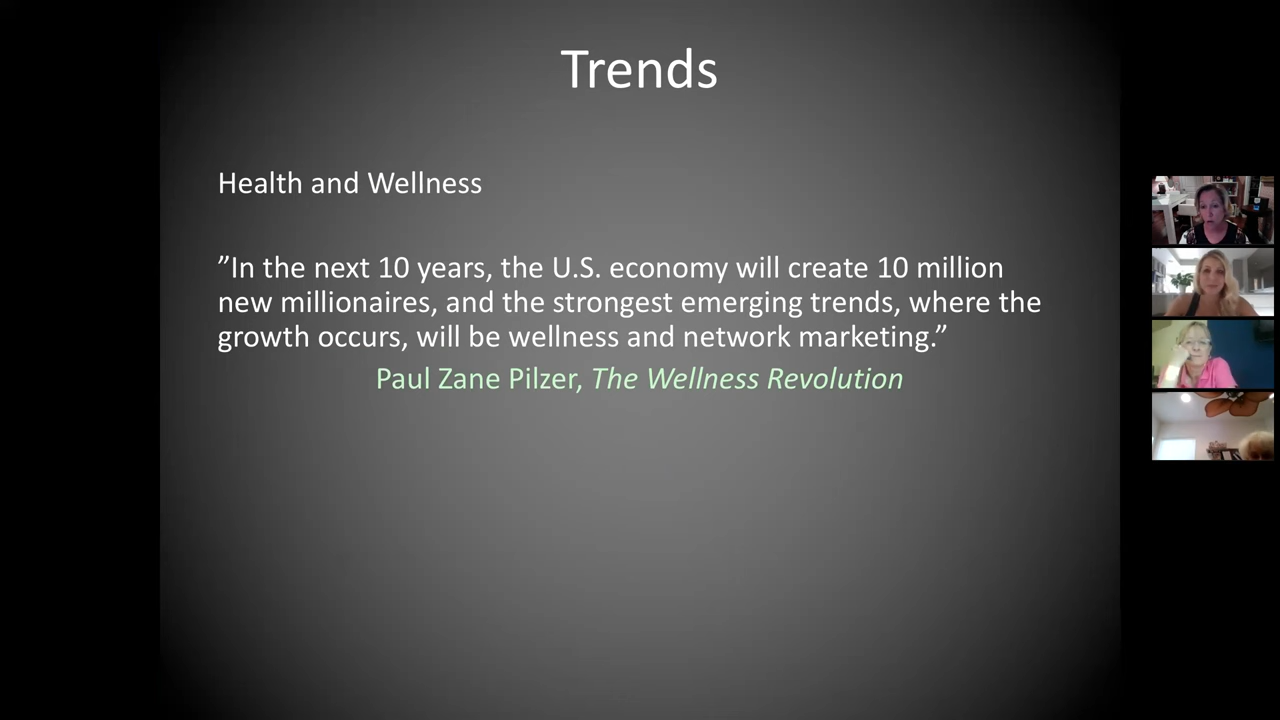 Trends
Health and Wellness
”In the next 10 years, the U.S. economy will create 10 million
new millionaires, and the strongest emerging trends, where the
growth occurs, will be wellness and network marketing.”
Paul Zane Pilzer, The Wellness Revolution